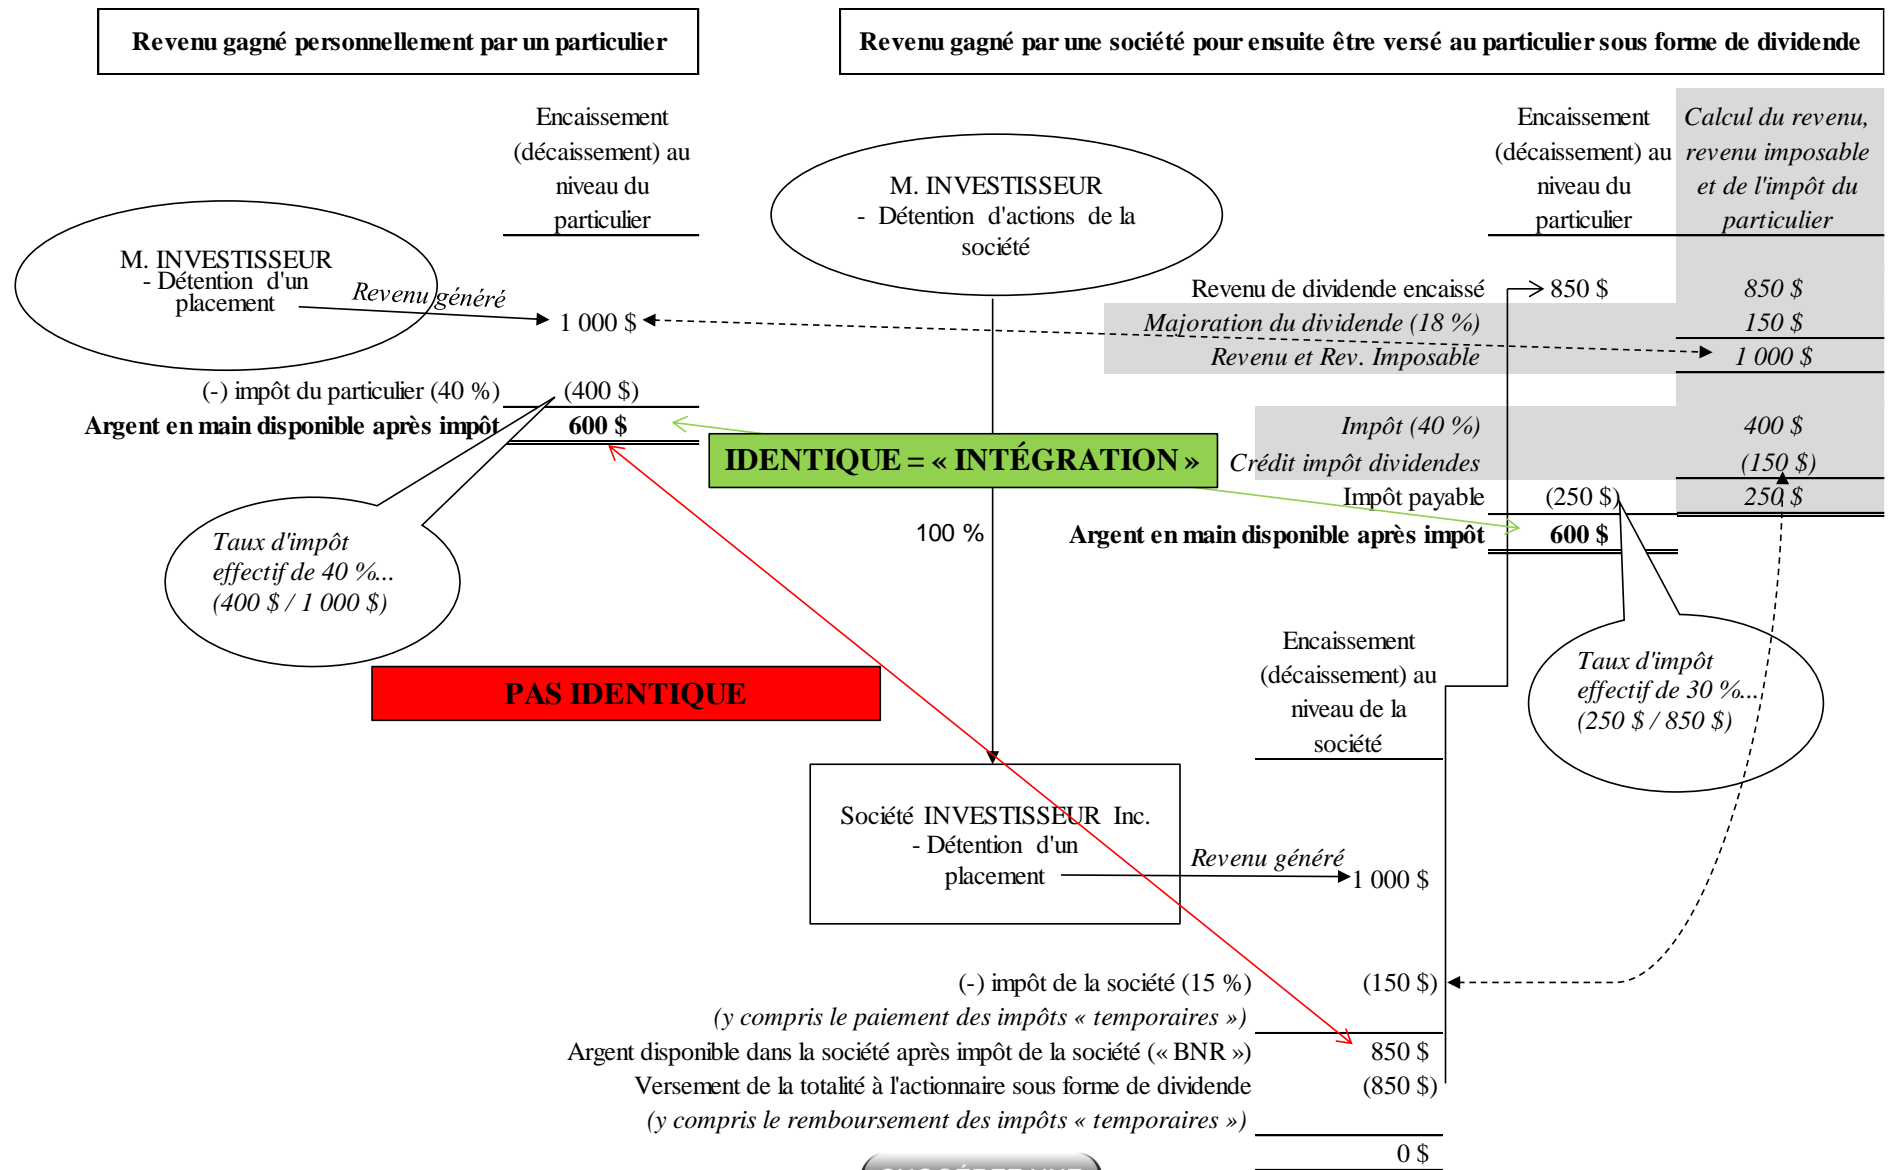 Revenu gagné personnellement par un particulier
Revenu gagné par une société pour ensuite être versé au particulier sous forme de dividende
Encaissement
(décaissement) au
niveau du
particulier
M. INVESTISSEUR
- Détention d'un
placement
Revenu généré
1 000 $
(-) impôt du particulier (40 %)
(400 $)
Argent en main disponible après impôt
600 $
Taux d'impôt
effectif de 40 %...
(400 $ / 1 000 $)
M. INVESTISSEUR
- Détention d'actions de la
société
Encaissement
(décaissement) au
niveau du
particulier
Calcul du revenu,
revenu imposable
et de l'impôt du
particulier
Revenu de dividende encaissé
850 $
850 $
Majoration du dividende (18 %)
150 $
Revenu et Rev. Imposable
1 000 $
Impôt (40 %)
400 $
IDENTIQUE = « INTÉGRATION »
Crédit impôt dividendes
(150 $)
Impôt payable
(250 $)
250 $
100 %
Argent en main disponible après impôt
600 $
Taux d'impôt
effectif de 30 %...
(250 $ / 850 $)
PAS IDENTIQUE
Encaissement
(décaissement) au
niveau de la
société
Société INVESTISSEUR Inc.
- Détention d'un
placement
Revenu généré
1 000 $
(-) impôt de la société (15 %)
(150 $)
(y compris le paiement des impôts « temporaires »)
Argent disponible dans la société après impôt de la société (« BNR »)
850 $
Versement de la totalité à l'actionnaire sous forme de dividende
(850 $)
(y compris le remboursement des impôts « temporaires »)
0 $